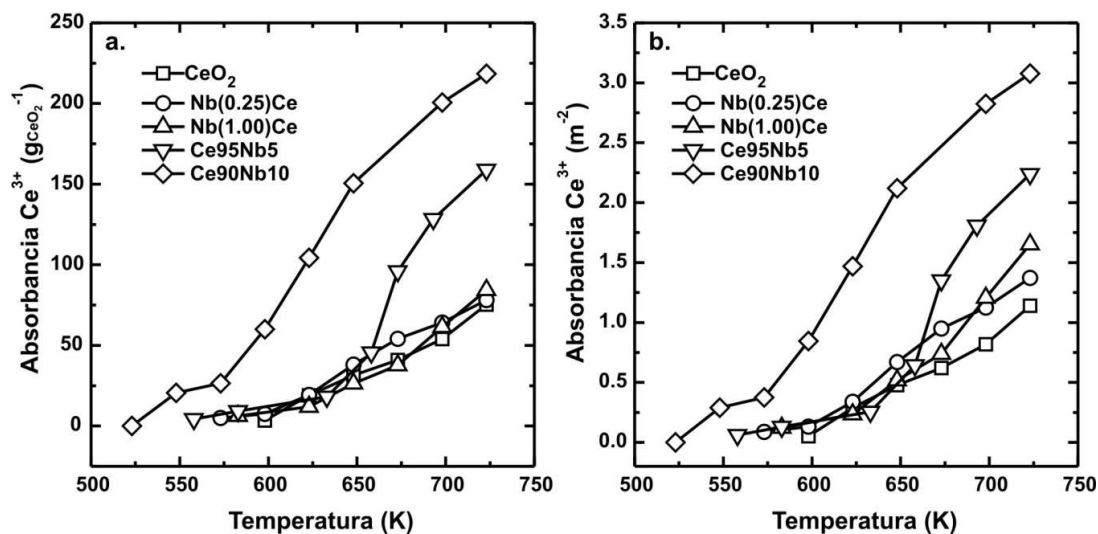 a.
CeO₂
Nb(0.25)Ce
Nb(1.00)Ce
Ce95Nb5
Ce90Nb10
Absorbancia Ce³⁺ (gCeO₂⁻¹)
250
200
150
100
50
0
500 550 600 650 700 750
Temperatura (K)
b.
CeO₂
Nb(0.25)Ce
Nb(1.00)Ce
Ce95Nb5
Ce90Nb10
Absorbancia Ce³⁺ (m⁻²)
3.5
3.0
2.5
2.0
1.5
1.0
0.5
0.0
500 550 600 650 700 750
Temperatura (K)